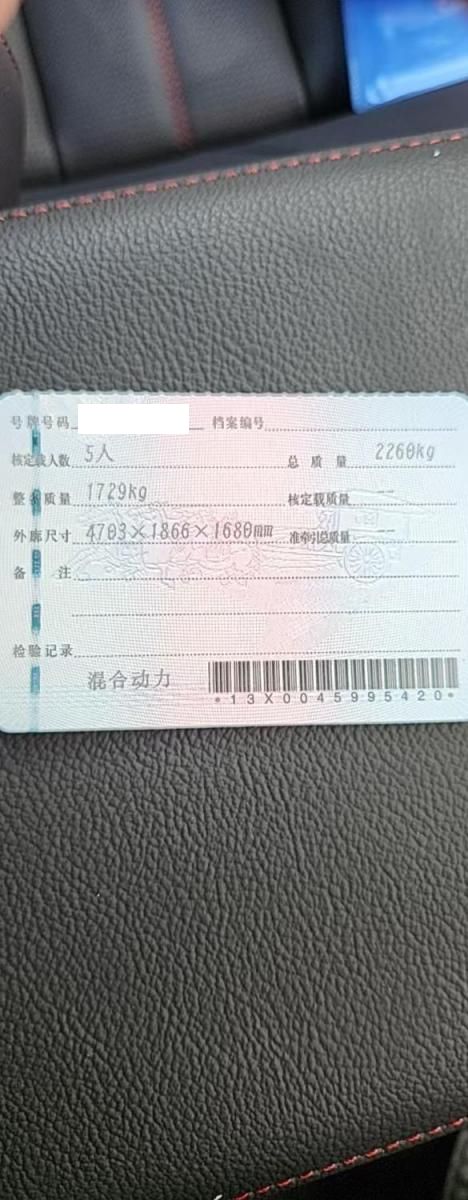 号牌号码 档案编号
核定载人数 5人 总质量 2260kg
整备质量 1729kg 核定载质量 --
外廓尺寸 4703×1866×1680mm 准牵引总质量 --
备注
检验记录
混合动力
*13X0045995420*